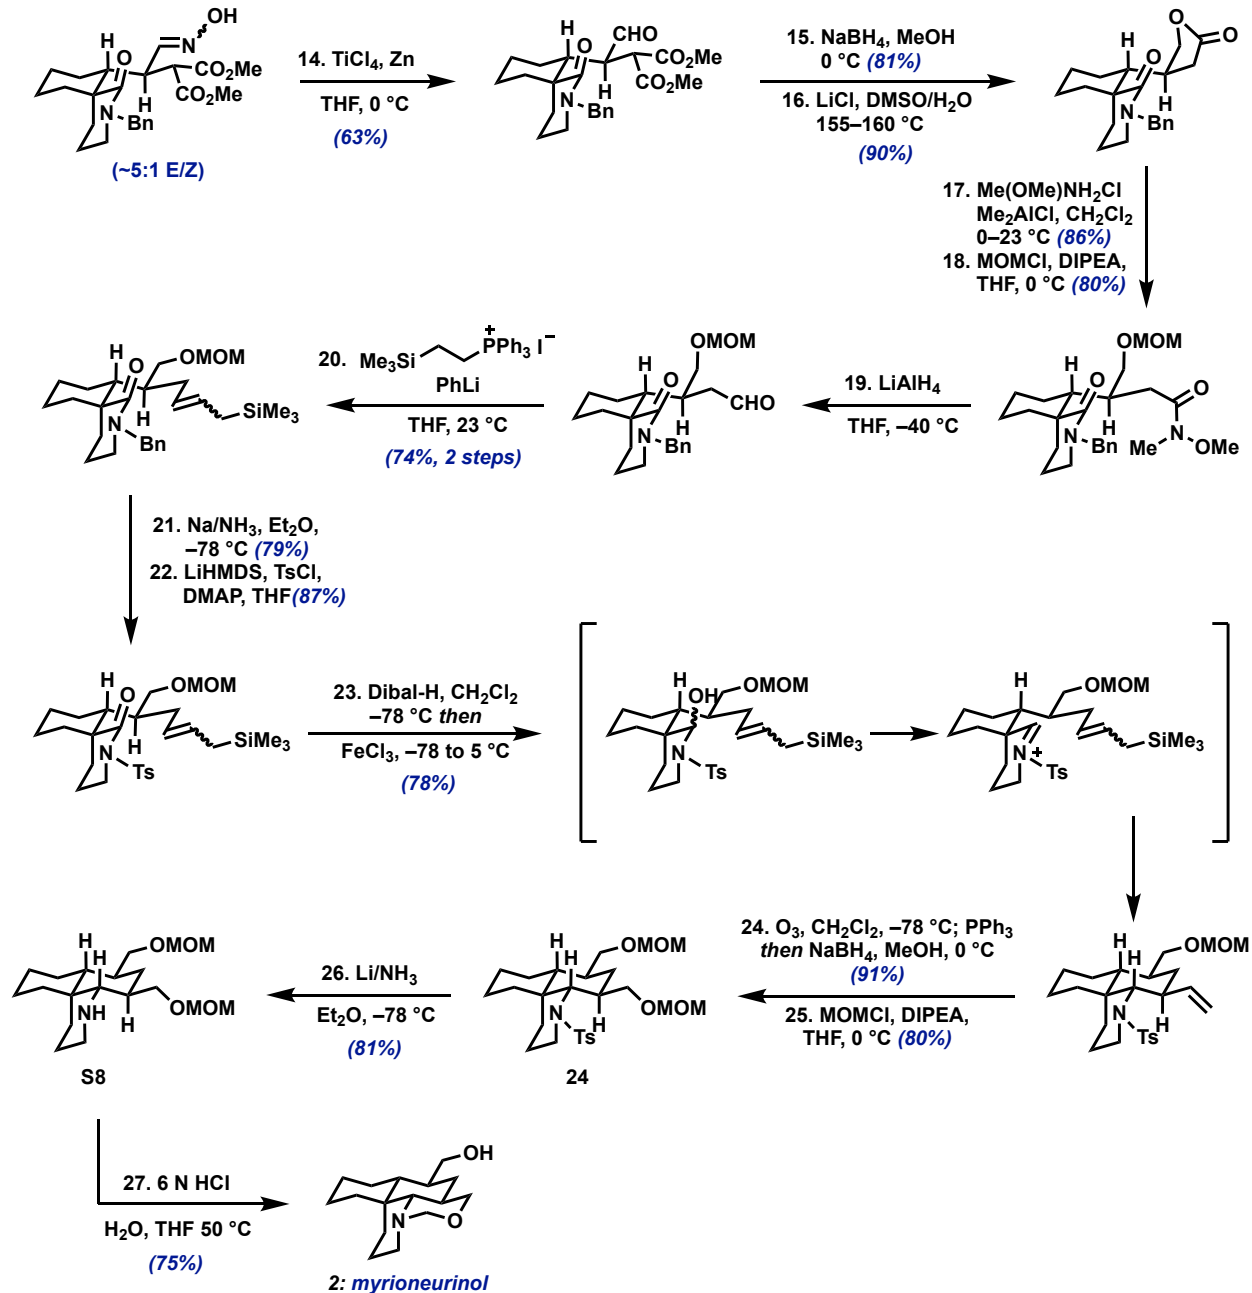 OH
H
O
N
CO₂Me
CO₂Me
H
N
Bn
(~5:1 E/Z)
14. TiCl₄, Zn
THF, 0 °C
(63%)
H
O
CHO
CO₂Me
CO₂Me
H
N
Bn
15. NaBH₄, MeOH
0 °C (81%)
16. LiCl, DMSO/H₂O
155–160 °C
(90%)
O
O
H
O
H
N
Bn
17. Me(OMe)NH₂Cl
Me₂AlCl, CH₂Cl₂
0–23 °C (86%)
18. MOMCl, DIPEA,
THF, 0 °C (80%)
OMOM
H
O
O
H
N
Bn
N
Me
OMe
19. LiAlH₄
THF, –40 °C
OMOM
H
O
CHO
H
N
Bn
20. Me₃Si
+
PPh₃ I–
PhLi
THF, 23 °C
(74%, 2 steps)
H
O
OMOM
SiMe₃
H
N
Bn
21. Na/NH₃, Et₂O,
–78 °C (79%)
22. LiHMDS, TsCl,
DMAP, THF(87%)
H
O
OMOM
SiMe₃
H
N
Ts
23. Dibal-H, CH₂Cl₂
–78 °C then
FeCl₃, –78 to 5 °C
(78%)
H
OH
OMOM
SiMe₃
N
Ts
H
OMOM
SiMe₃
N+
Ts
H
H
OMOM
N
Ts
H
24. O₃, CH₂Cl₂, –78 °C; PPh₃
then NaBH₄, MeOH, 0 °C
(91%)
25. MOMCl, DIPEA,
THF, 0 °C (80%)
H
H
OMOM
OMOM
N
Ts
H
24
26. Li/NH₃
Et₂O, –78 °C
(81%)
H
H
OMOM
OMOM
NH
H
S8
27. 6 N HCl
H₂O, THF 50 °C
(75%)
OH
N
O
2: myrioneurinol